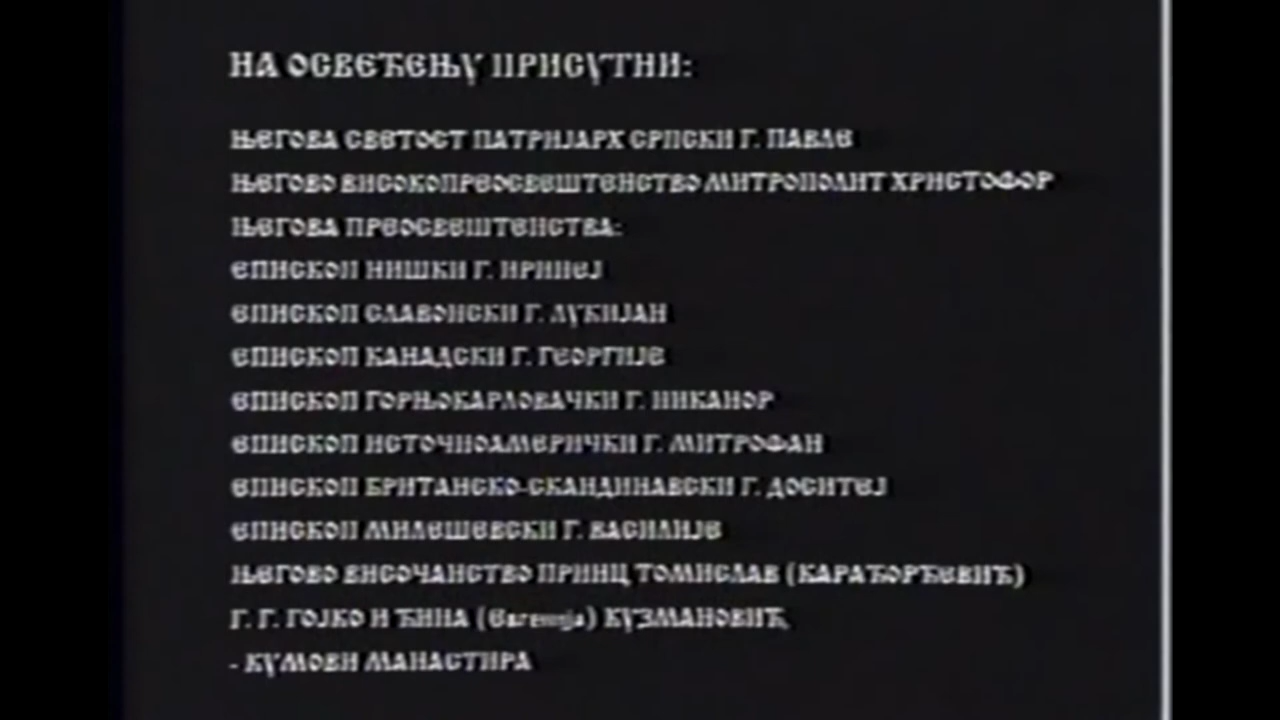 НА ОСВЕЋЕЊУ ПРИСУТНИ:
ЊЕГОВА СВЕТОСТ ПАТРИЈАРХ СРПСКИ Г. ПАВЛЕ
ЊЕГОВО ВИСОКОПРЕОСВЕШТЕНСТВО МИТРОПОЛИТ ХРИСТОФОР
ЊЕГОВА ПРЕОСВЕШТЕНСТВА:
ЕПИСКОП НИШКИ Г. ИРИНЕЈ
ЕПИСКОП СЛАВОНСКИ Г. ЛУКИЈАН
ЕПИСКОП КАНАДСКИ Г. ГЕОРГИЈЕ
ЕПИСКОП ГОРЊОКАРЛОВАЧКИ Г. НИКАНОР
ЕПИСКОП ИСТОЧНОАМЕРИЧКИ Г. МИТРОФАН
ЕПИСКОП БРИТАНСКО-СКАНДИНАВСКИ Г. ДОСИТЕЈ
ЕПИСКОП МИЛЕШЕВСКИ Г. ВАСИЛИЈЕ
ЊЕГОВО ВИСОЧАНСТВО ПРИНЦ ТОМИСЛАВ (КАРАЂОРЂЕВИЋ)
Г. Г. ГОЈКО И ЂИНА (Евгенија) КУЗМАНОВИЋ,
- КУМОВИ МАНАСТИРА